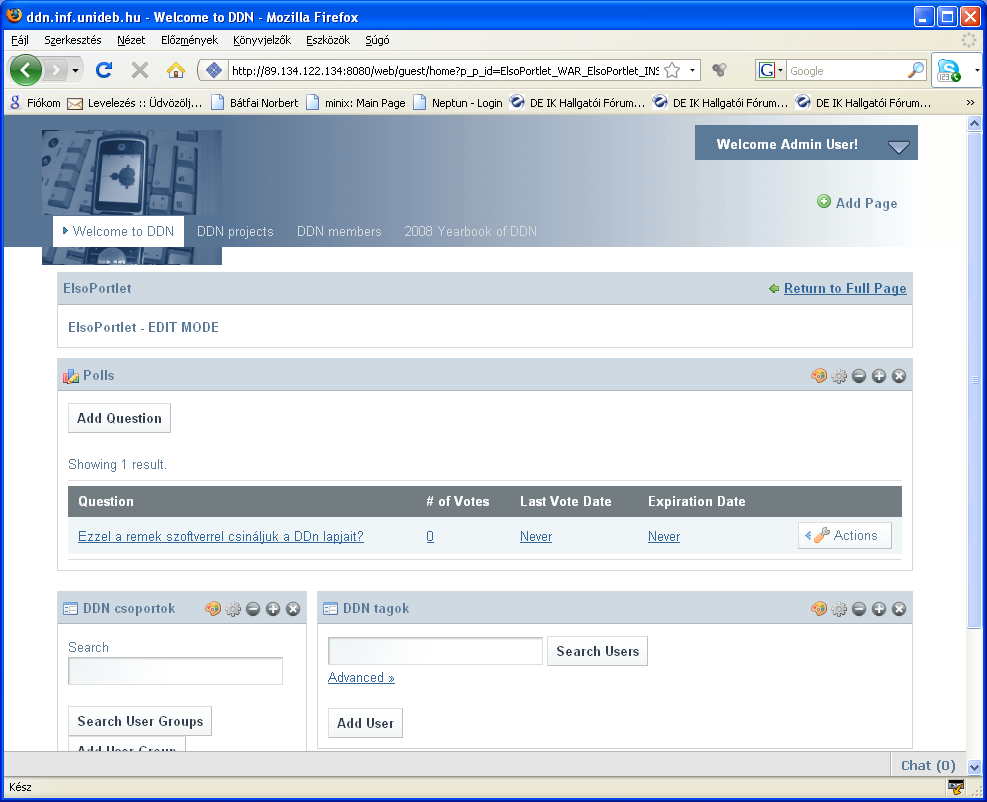 ddn.inf.unideb.hu - Welcome to DDN - Mozilla Firefox
Fájl Szerkesztés Nézet Előzmények Könyvjelzők Eszközök Súgó
http://89.134.122.134:8080/web/guest/home?p_p_id=ElsoPortlet_WAR_ElsoPortlet_INS G Google
Fiókom Levelezés :: Üdvözölj... Bátfai Norbert minix: Main Page Neptun - Login DE IK Hallgatói Fórum... DE IK Hallgatói Fórum... DE IK Hallgatói Fórum... »
Welcome Admin User!
Add Page
Welcome to DDN DDN projects DDN members 2008 Yearbook of DDN
ElsoPortlet Return to Full Page
ElsoPortlet - EDIT MODE
Polls
Add Question
Showing 1 result.
Question # of Votes Last Vote Date Expiration Date
Ezzel a remek szoftverrel csináljuk a DDn lapjait? 0 Never Never Actions
DDN csoportok DDN tagok
Search
Search Users
Advanced »
Search User Groups
Add User
Add User Group
Chat (0)
Kész